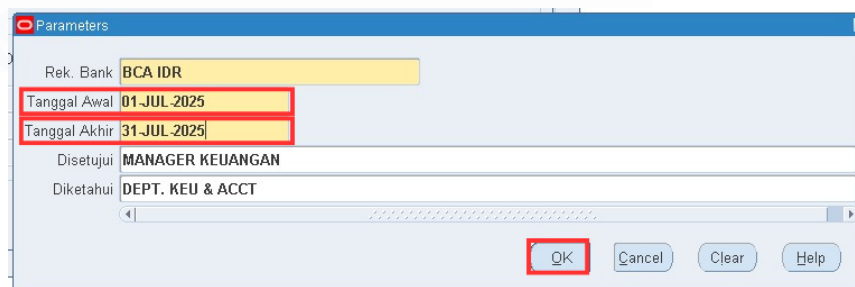 Parameters
Rek. Bank BCA IDR
Tanggal Awal 01-JUL-2025
Tanggal Akhir 31-JUL-2025
Disetujui MANAGER KEUANGAN
Diketahui DEPT. KEU & ACCT
OK Cancel Clear Help